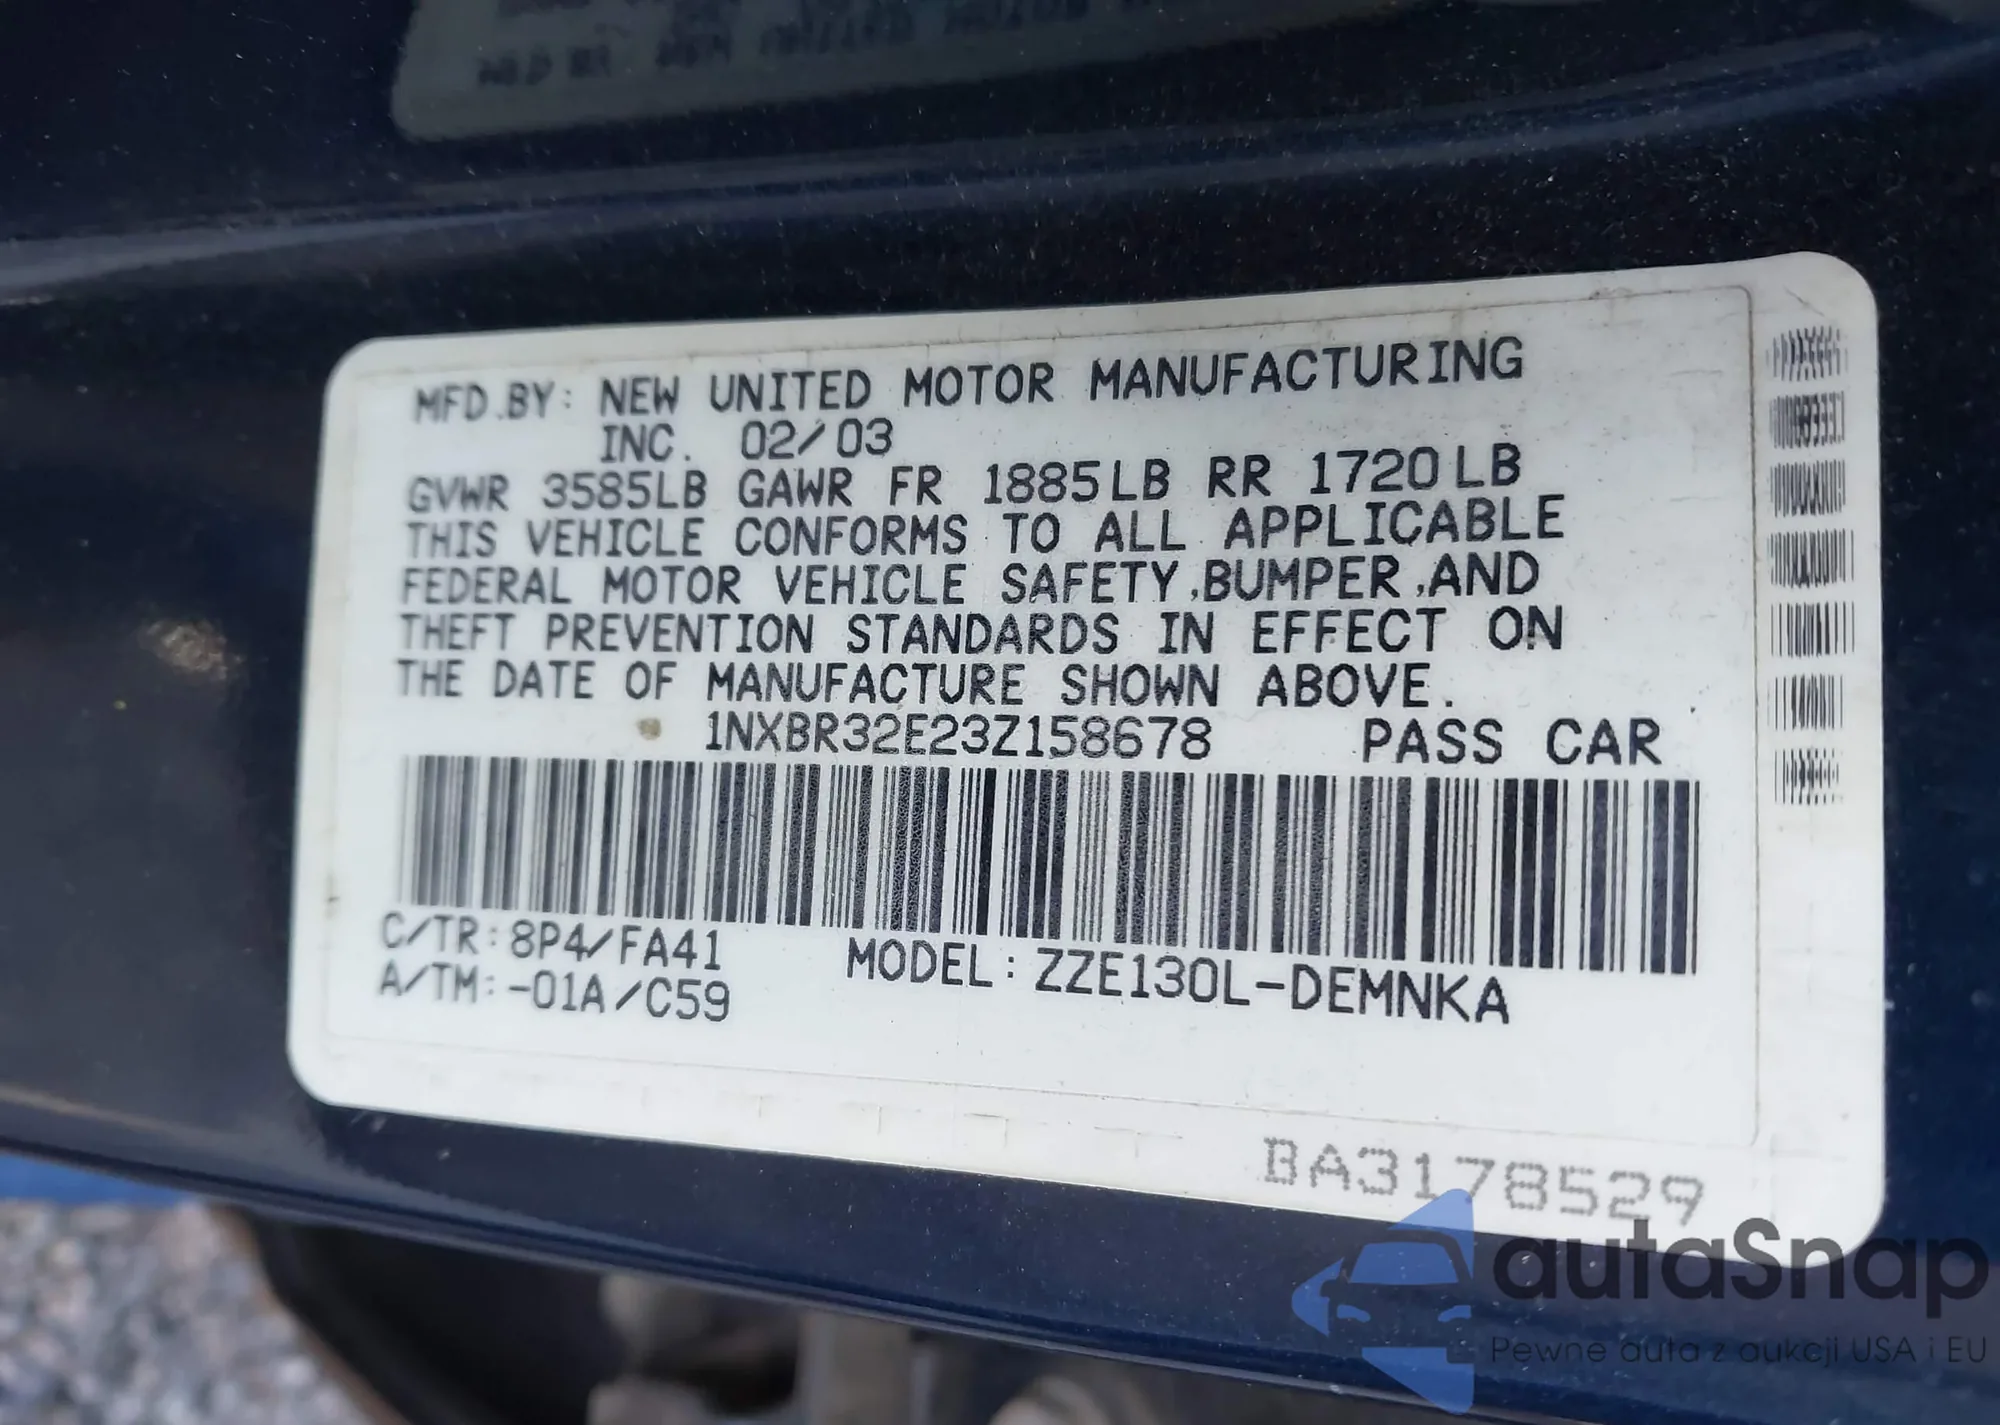 MFD.BY: NEW UNITED MOTOR MANUFACTURING
INC. 02/03
GVWR 3585LB GAWR FR 1885LB RR 1720LB
THIS VEHICLE CONFORMS TO ALL APPLICABLE
FEDERAL MOTOR VEHICLE SAFETY,BUMPER,AND
THEFT PREVENTION STANDARDS IN EFFECT ON
THE DATE OF MANUFACTURE SHOWN ABOVE.
1NXBR32E23Z158678 PASS CAR
C/TR:8P4/FA41
A/TM:-01A/C59
MODEL:ZZE130L-DEMNKA
BA3178529
autaSnap
Pewne auta z aukcji USA i EU